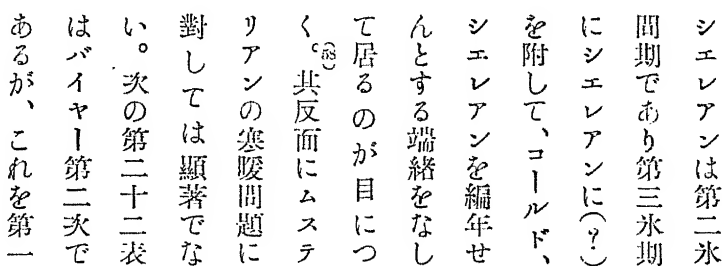 シエレアンは第二氷
間期であり第三氷期
にシエレアンに(?)
を附して、コールド、
シエレアンを編年せ
んとする端緒をなし
て居るのが目につ
く。(58)共反面にムステ
リアンの寒暖問題に
對しては顯著でな
い。次の第二十二表
はバイヤー第二次で
あるが、これを第一